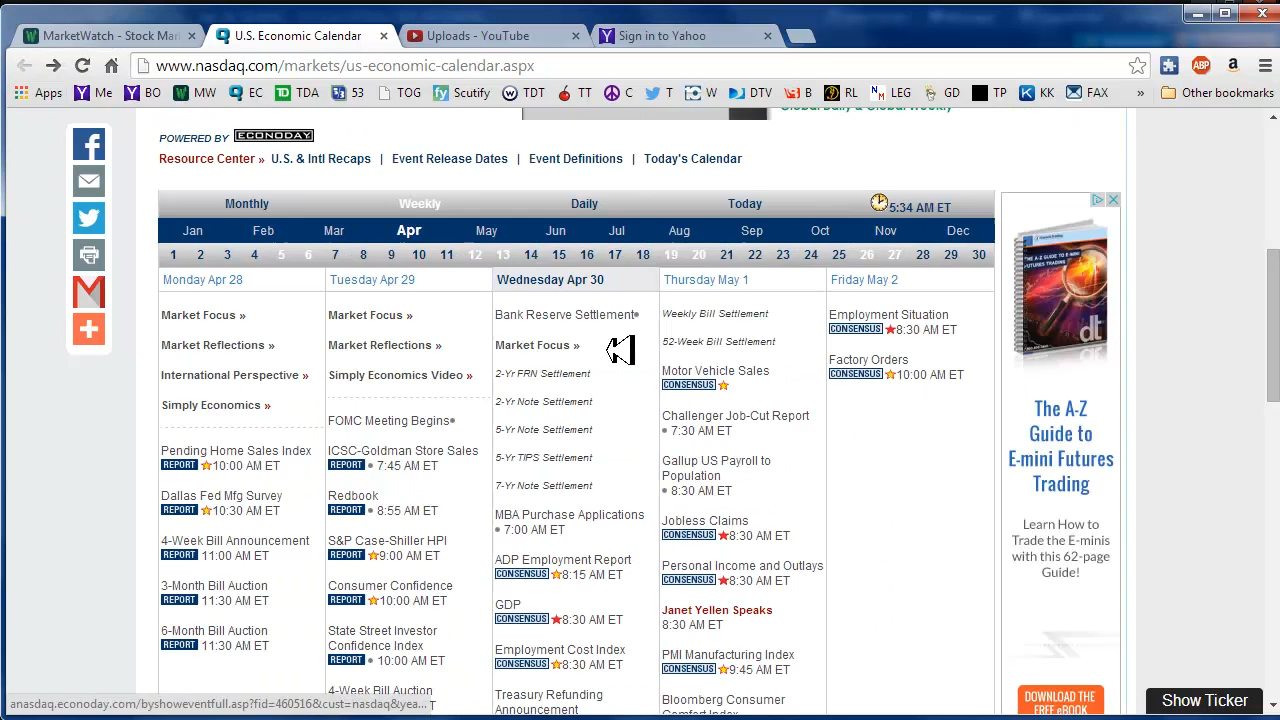 MarketWatch - Stock Mar
U.S. Economic Calendar
Uploads - YouTube
Sign in to Yahoo
www.nasdaq.com/markets/us-economic-calendar.aspx
Apps Me BO MW EC TDA 53 TOG Scutify TDT TT C T W DTV B RL LEG GD TP KK FAX » Other bookmarks
POWERED BY ECONODAY
Resource Center » U.S. & Intl Recaps | Event Release Dates | Event Definitions | Today's Calendar
Monthly Weekly Daily Today 5:34 AM ET
Jan Feb Mar Apr May Jun Jul Aug Sep Oct Nov Dec
1 2 3 4 5 6 7 8 9 10 11 12 13 14 15 16 17 18 19 20 21 22 23 24 25 26 27 28 29 30
Monday Apr 28
Market Focus »
Market Reflections »
International Perspective »
Simply Economics »
Pending Home Sales Index
REPORT 10:00 AM ET
Dallas Fed Mfg Survey
REPORT 10:30 AM ET
4-Week Bill Announcement
REPORT 11:00 AM ET
3-Month Bill Auction
REPORT 11:30 AM ET
6-Month Bill Auction
REPORT 11:30 AM ET
Tuesday Apr 29
Market Focus »
Market Reflections »
Simply Economics Video »
FOMC Meeting Begins
ICSC-Goldman Store Sales
REPORT 7:45 AM ET
Redbook
REPORT 8:55 AM ET
S&P Case-Shiller HPI
REPORT 9:00 AM ET
Consumer Confidence
REPORT 10:00 AM ET
State Street Investor
Confidence Index
REPORT 10:00 AM ET
4-Week Bill Auction
Wednesday Apr 30
Bank Reserve Settlement
Market Focus »
2-Yr FRN Settlement
2-Yr Note Settlement
5-Yr Note Settlement
5-Yr TIPS Settlement
7-Yr Note Settlement
MBA Purchase Applications
7:00 AM ET
ADP Employment Report
CONSENSUS 8:15 AM ET
GDP
CONSENSUS 8:30 AM ET
Employment Cost Index
CONSENSUS 8:30 AM ET
Treasury Refunding
Announcement
Thursday May 1
Weekly Bill Settlement
52-Week Bill Settlement
Motor Vehicle Sales
CONSENSUS
Challenger Job-Cut Report
7:30 AM ET
Gallup US Payroll to
Population
8:30 AM ET
Jobless Claims
CONSENSUS 8:30 AM ET
Personal Income and Outlays
CONSENSUS 8:30 AM ET
Janet Yellen Speaks
8:30 AM ET
PMI Manufacturing Index
CONSENSUS 9:45 AM ET
Bloomberg Consumer
Friday May 2
Employment Situation
CONSENSUS 8:30 AM ET
Factory Orders
CONSENSUS 10:00 AM ET
The A-Z
Guide to
E-mini Futures
Trading
Learn How to
Trade the E-minis
with this 62-page
Guide!
DOWNLOAD THE
FREE eBOOK
anasdaq.econoday.com/byshoweventfull.asp?fid=460516&cust=nasdaq&yea...
Show Ticker